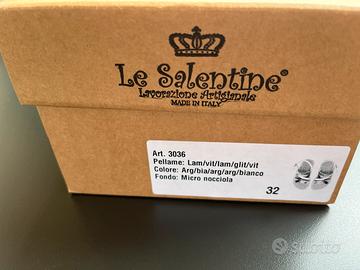 Le Salentine®
Lavorazione Artigianale
MADE IN ITALY
Art. 3036
Pellame: Lam/vit/lam/glit/vit
Colore: Arg/bia/arg/arg/bianco
Fondo: Micro nocciola
32
subito